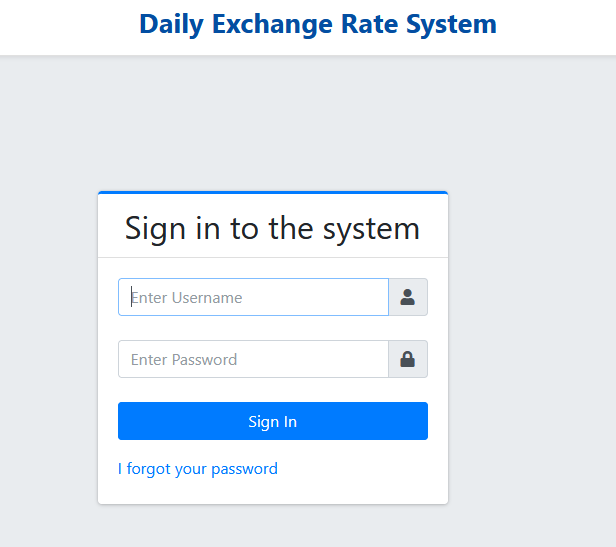 Daily Exchange Rate System
Sign in to the system
Enter Username
Enter Password
Sign In
I forgot your password